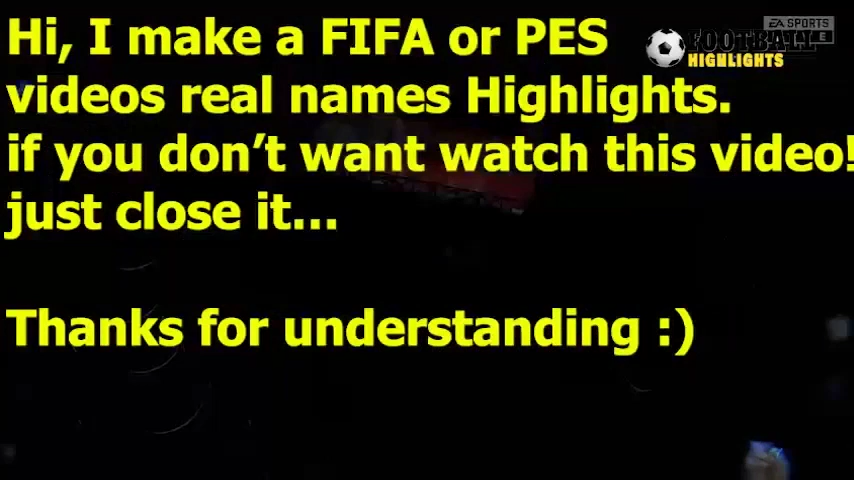 Hi, I make a FIFA or PES
videos real names Highlights.
if you don’t want watch this video!
just close it...
Thanks for understanding :)
FOOTBALL
HIGHLIGHTS
EA SPORTS